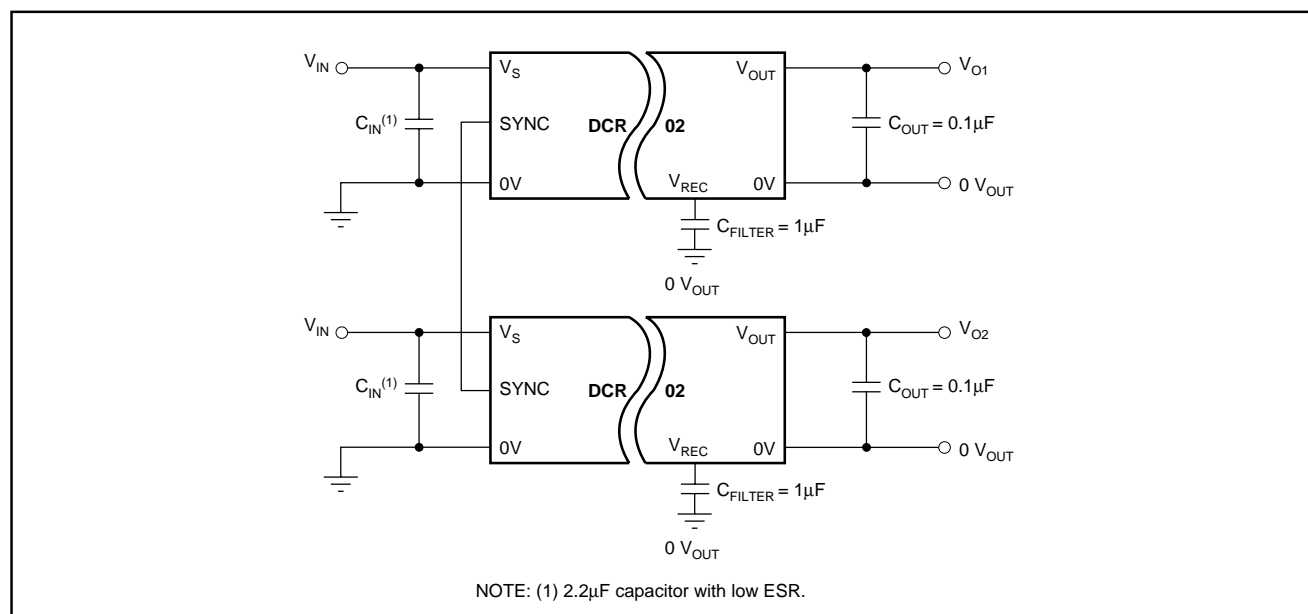 V_IN
V_S
V_OUT
V_O1
C_IN(1)
SYNC
DCR
02
C_OUT = 0.1μF
0V
V_REC
0V
0 V_OUT
C_FILTER = 1μF
0 V_OUT
V_IN
V_S
V_OUT
V_O2
C_IN(1)
SYNC
DCR
02
C_OUT = 0.1μF
0V
V_REC
0V
0 V_OUT
C_FILTER = 1μF
0 V_OUT
NOTE: (1) 2.2μF capacitor with low ESR.